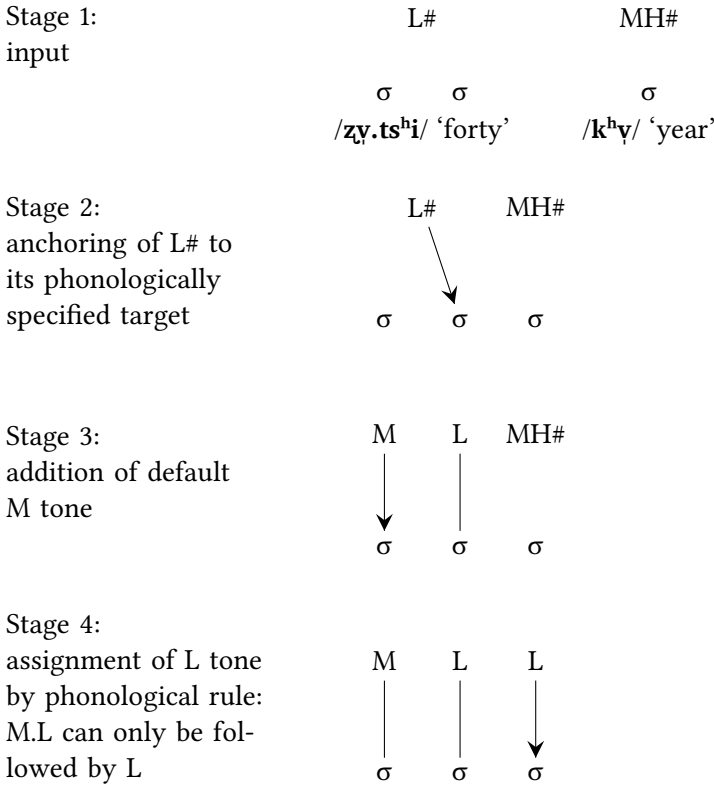 Stage 1: L# MH#
input
σ σ σ
/ʐv̩.tsʰi/ ‘forty’ /kʰv̩/ ‘year’
Stage 2: L# MH#
anchoring of L# to
its phonologically
specified target σ σ σ
Stage 3: M L MH#
addition of default
M tone
σ σ σ
Stage 4:
assignment of L tone M L L
by phonological rule:
M.L can only be fol-
lowed by L σ σ σ